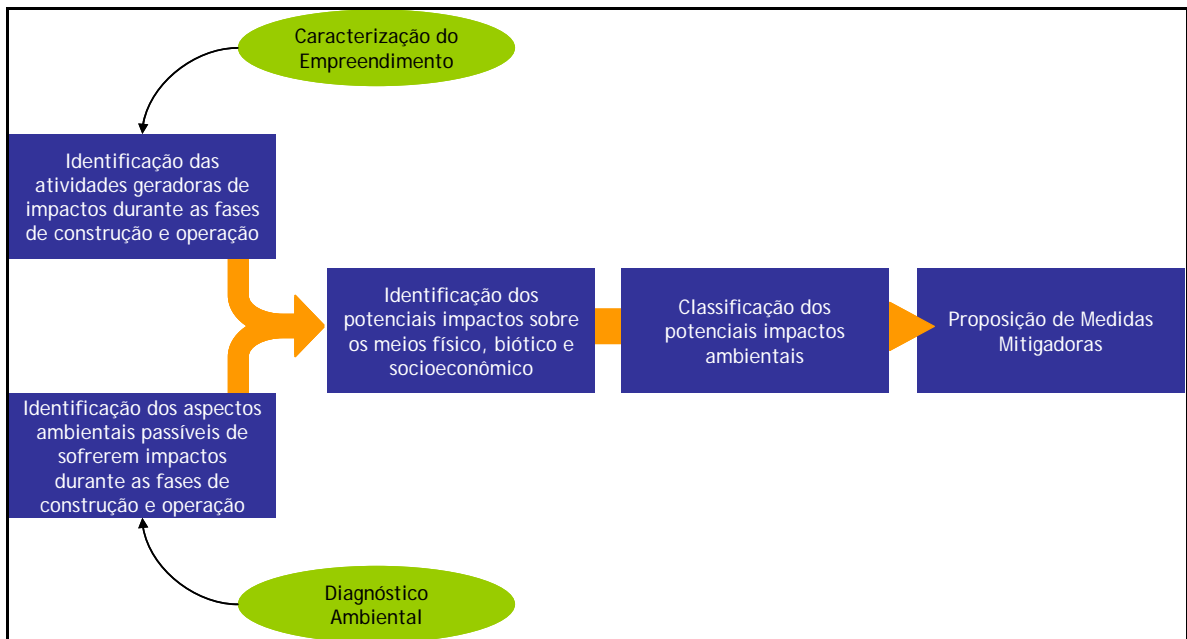 Caracterização do
Empreendimento
Identificação das
atividades geradoras de
impactos durante as fases
de construção e operação
Identificação dos
potenciais impactos sobre
os meios físico, biótico e
socioeconômico
Classificação dos
potenciais impactos
ambientais
Proposição de Medidas
Mitigadoras
Identificação dos aspectos
ambientais passíveis de
sofrerem impactos
durante as fases de
construção e operação
Diagnóstico
Ambiental